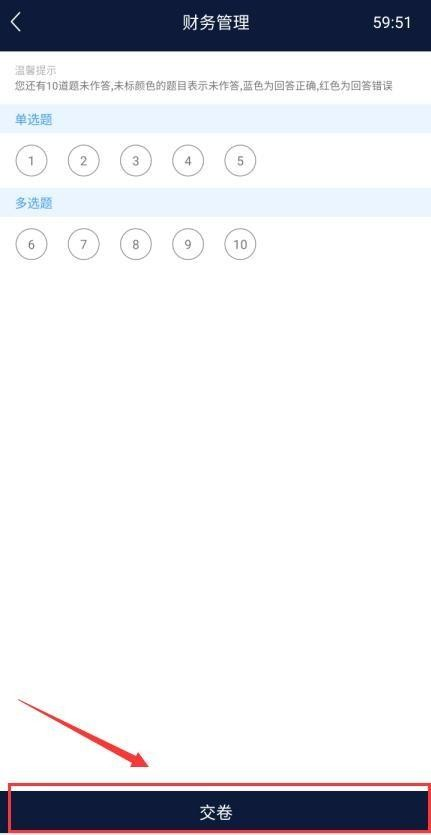 财务管理 59:51
温馨提示
您还有10道题未作答,未标颜色的题目表示未作答,蓝色为回答正确,红色为回答错误
单选题
1 2 3 4 5
多选题
6 7 8 9 10
交卷